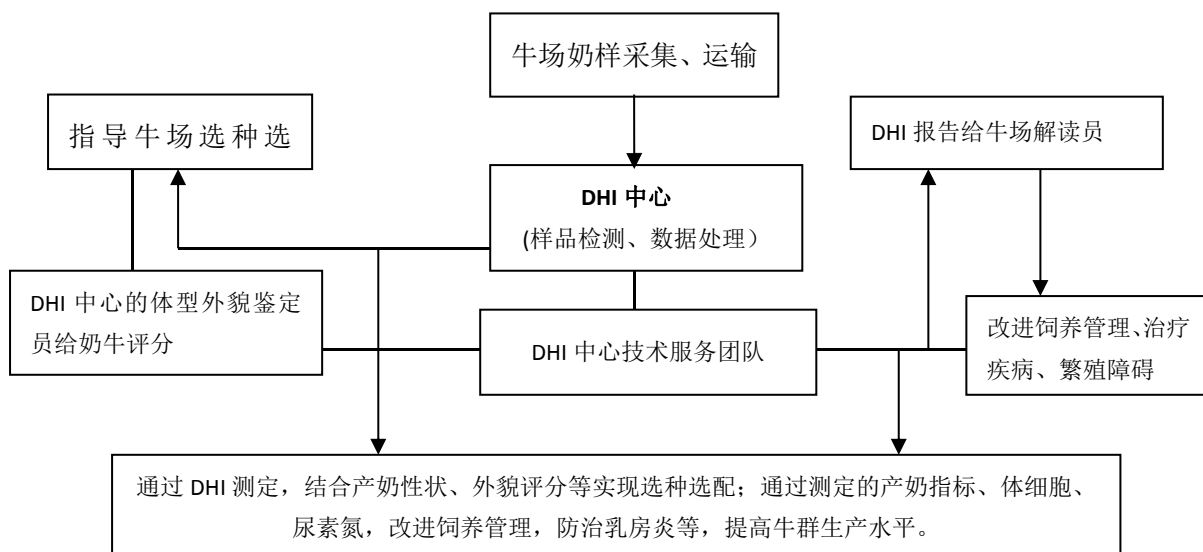 牛场奶样采集、运输
指导牛场选种选
DHI 报告给牛场解读员
DHI 中心
(样品检测、数据处理）
DHI 中心的体型外貌鉴定
员给奶牛评分
DHI 中心技术服务团队
改进饲养管理、治疗
疾病、繁殖障碍
通过 DHI 测定，结合产奶性状、外貌评分等实现选种选配；通过测定的产奶指标、体细胞、
尿素氮，改进饲养管理，防治乳房炎等，提高牛群生产水平。